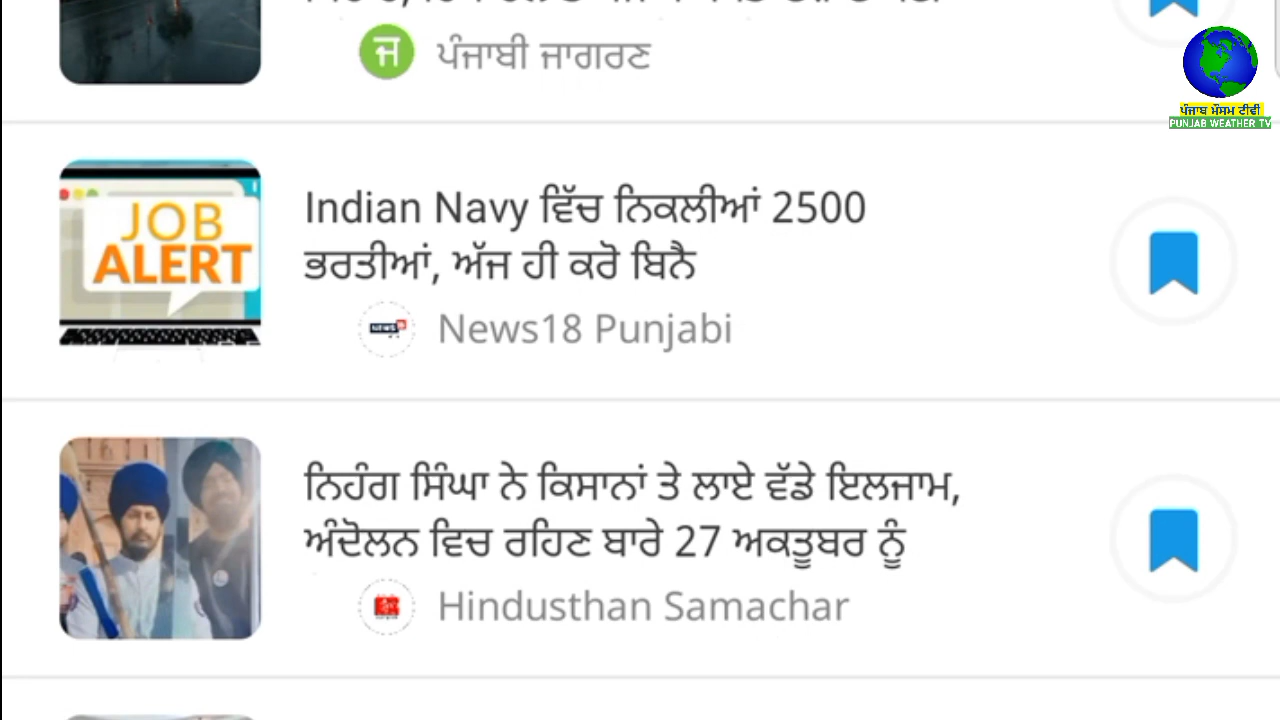 ਜ ਪੰਜਾਬੀ ਜਾਗਰਣ
ਪੰਜਾਬ ਮੌਸਮ ਟੀਵੀ
PUNJAB WEATHER TV
JOB
ALERT
Indian Navy ਵਿੱਚ ਨਿਕਲੀਆਂ 2500
ਭਰਤੀਆਂ, ਅੱਜ ਹੀ ਕਰੋ ਬਿਨੈ
News18 Punjabi
ਨਿਹੰਗ ਸਿੰਘਾ ਨੇ ਕਿਸਾਨਾਂ ਤੇ ਲਾਏ ਵੱਡੇ ਇਲਜਾਮ,
ਅੰਦੋਲਨ ਵਿਚ ਰਹਿਣ ਬਾਰੇ 27 ਅਕਤੂਬਰ ਨੂੰ
Hindusthan Samachar